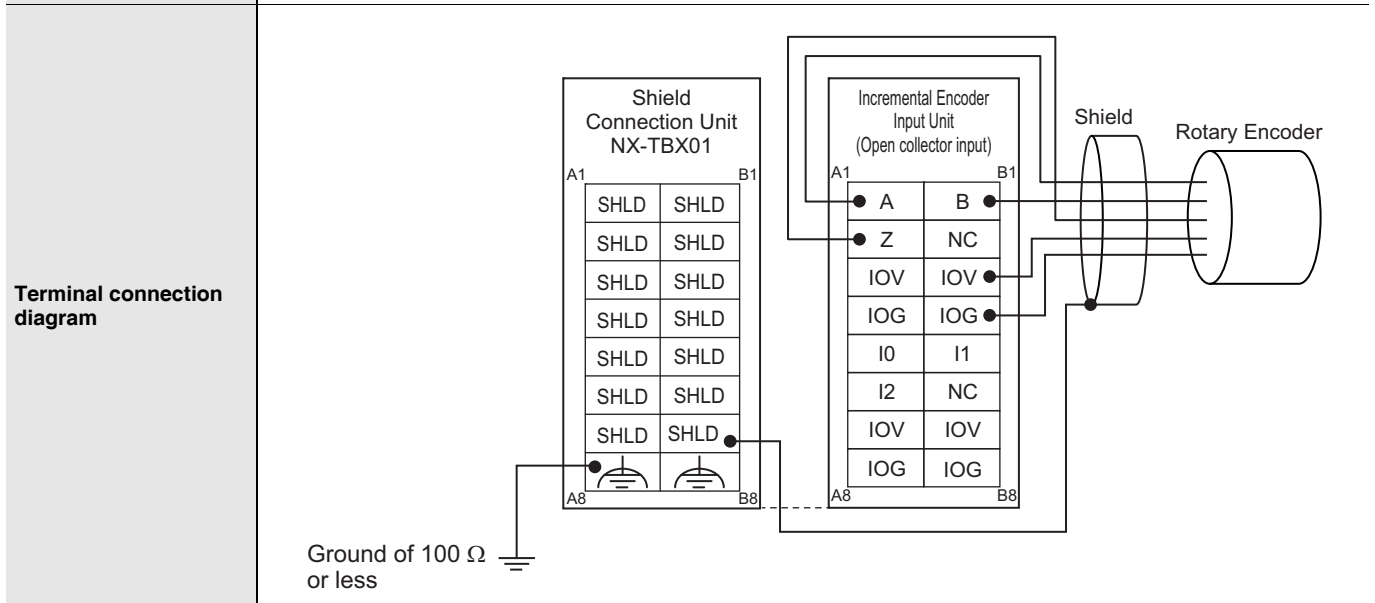 Terminal connection
diagram
Shield
Connection Unit
NX-TBX01
A1 B1
SHLD SHLD
SHLD SHLD
SHLD SHLD
SHLD SHLD
SHLD SHLD
SHLD SHLD
SHLD SHLD
A8 B8
Ground of 100 Ω
or less
Incremental Encoder
Input Unit
(Open collector input)
A1 B1
A B
Z NC
IOV IOV
IOG IOG
I0 I1
I2 NC
IOV IOV
IOG IOG
A8 B8
Shield
Rotary Encoder